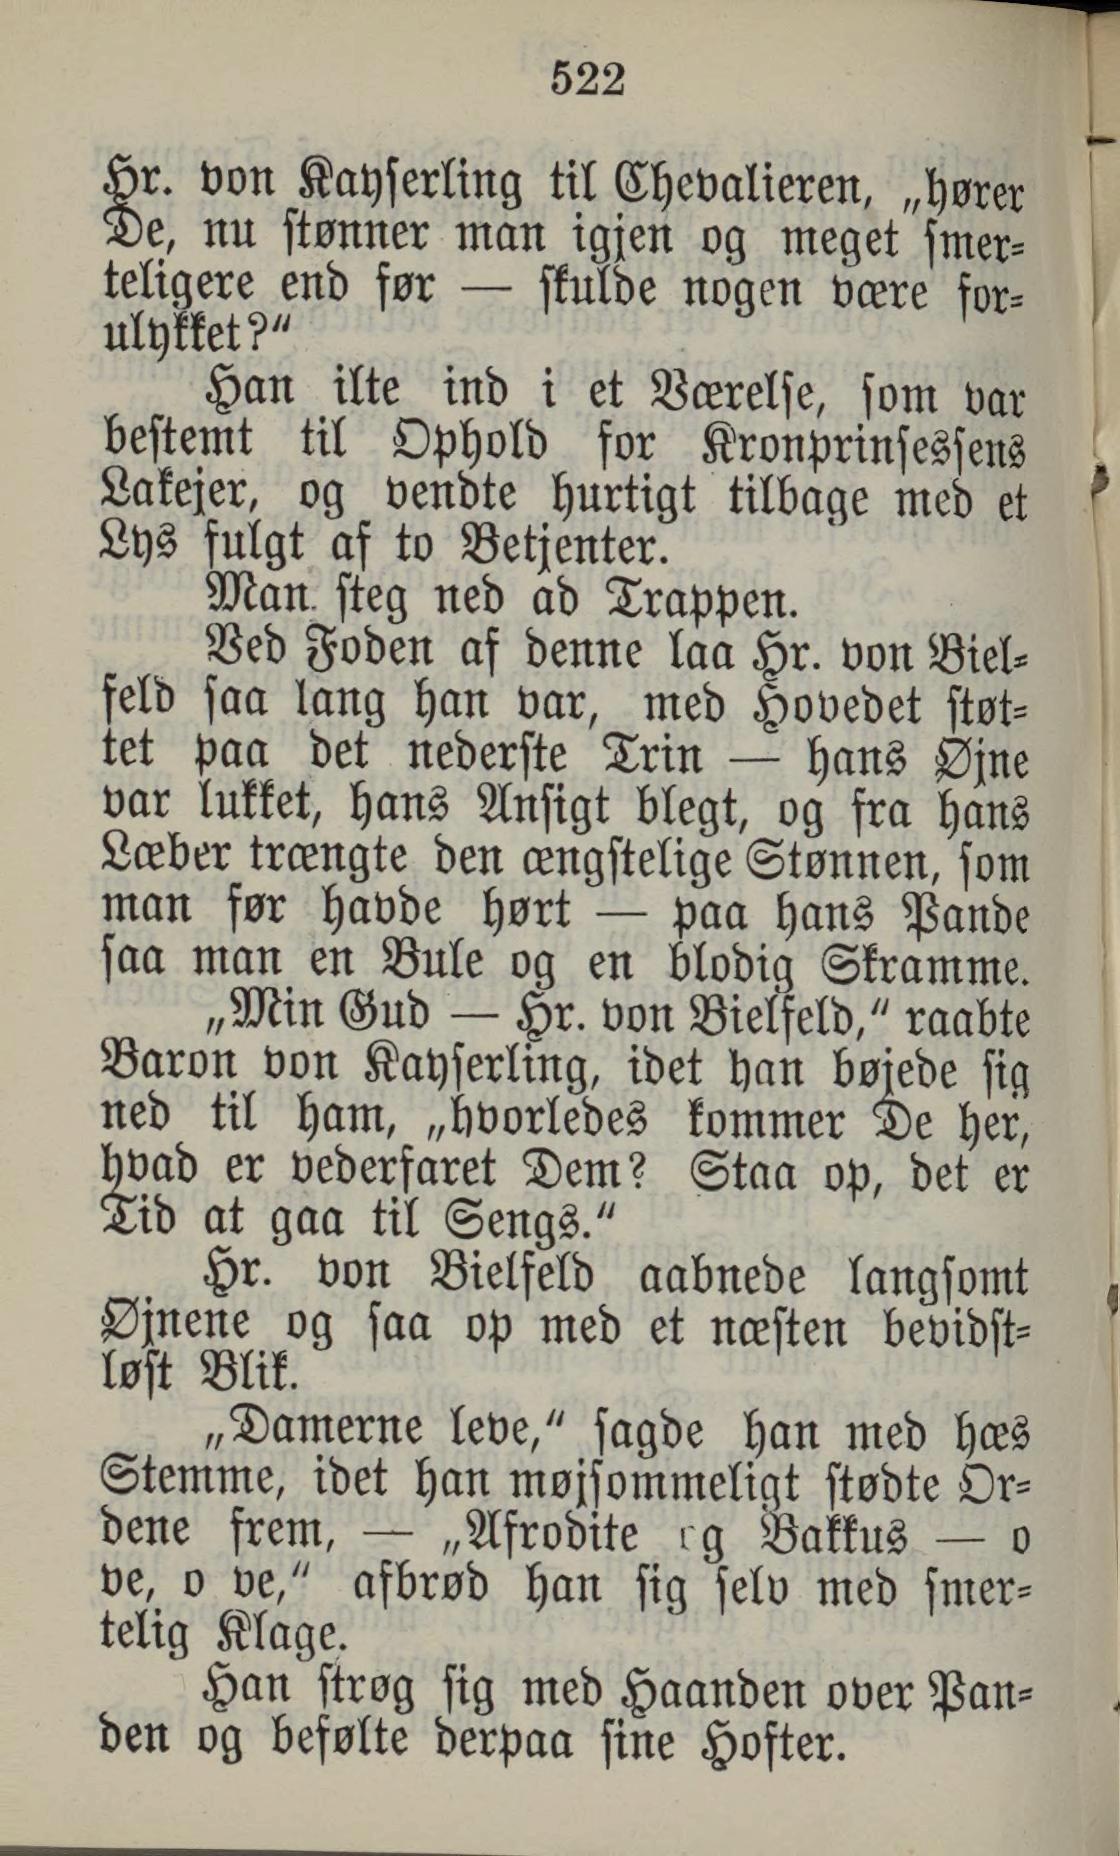 522
Hr. von Kayserling til Chevalieren, „hører
De, nu stønner man igjen og meget smer-
teligere end før — skulde nogen være for-
ulykket?“
Han ilte ind i et Værelse, som var
bestemt til Ophold for Kronprinsessens
Lakejer, og vendte hurtigt tilbage med et
Lys fulgt af to Betjenter.
Man steg ned ad Trappen.
Ved Foden af denne laa Hr. von Biel-
feld saa lang han var, med Hovedet støt-
tet paa det nederste Trin — hans Øjne
var lukket, hans Ansigt blegt, og fra hans
Læber trængte den ængstelige Stønnen, som
man før havde hørt — paa hans Pande
saa man en Bule og en blodig Skramme.
„Min Gud — Hr. von Bielfeld,“ raabte
Baron von Kayserling, idet han bøjede sig
ned til ham, „hvorledes kommer De her,
hvad er vederfaret Dem? Staa op, det er
Tid at gaa til Sengs.“
Hr. von Bielfeld aabnede langsomt
Øjnene og saa op med et næsten bevidst-
løst Blik.
„Damerne leve,“ sagde han med hæs
Stemme, idet han møjsommeligt stødte Or-
dene frem, — „Afrodite og Bakkus — o
ve, o ve,“ afbrød han sig selv med smer-
telig Klage.
Han strøg sig med Haanden over Pan-
den og befølte derpaa sine Hofter.